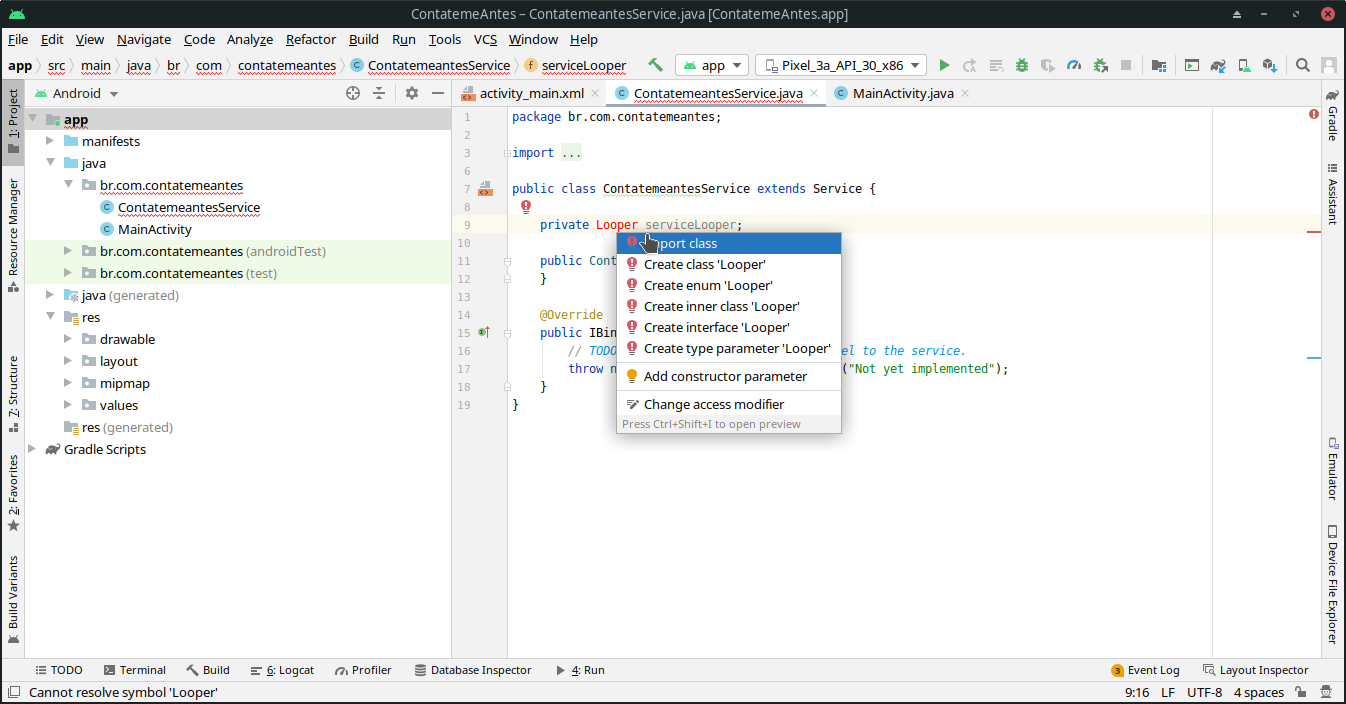 ContatemeAntes – ContatemeantesService.java [ContatemeAntes.app]
File Edit View Navigate Code Analyze Refactor Build Run Tools VCS Window Help
app src main java br com contatemeantes C ContatemeantesService f serviceLooper app Pixel_3a_API_30_x86
Android
activity_main.xml C ContatemeantesService.java C MainActivity.java
1: Project
Resource Manager
Z: Structure
2: Favorites
Build Variants
app
manifests
java
br.com.contatemeantes
C ContatemeantesService
C MainActivity
br.com.contatemeantes (androidTest)
br.com.contatemeantes (test)
java (generated)
res
drawable
layout
mipmap
values
res (generated)
Gradle Scripts
1 package br.com.contatemeantes;
2
3 import ...
6
7 public class ContatemeantesService extends Service {
8
9 private Looper serviceLooper;
10
11 public Cont
12 }
13
14 @Override
15 public IBin
16 // TODO el to the service.
17 throw n ("Not yet implemented");
18 }
19 }
port class
Create class 'Looper'
Create enum 'Looper'
Create inner class 'Looper'
Create interface 'Looper'
Create type parameter 'Looper'
Add constructor parameter
Change access modifier
Press Ctrl+Shift+I to open preview
Gradle
Assistant
Emulator
Device File Explorer
TODO Terminal Build 6: Logcat Profiler Database Inspector 4: Run 3 Event Log Layout Inspector
Cannot resolve symbol 'Looper' 9:16 LF UTF-8 4 spaces